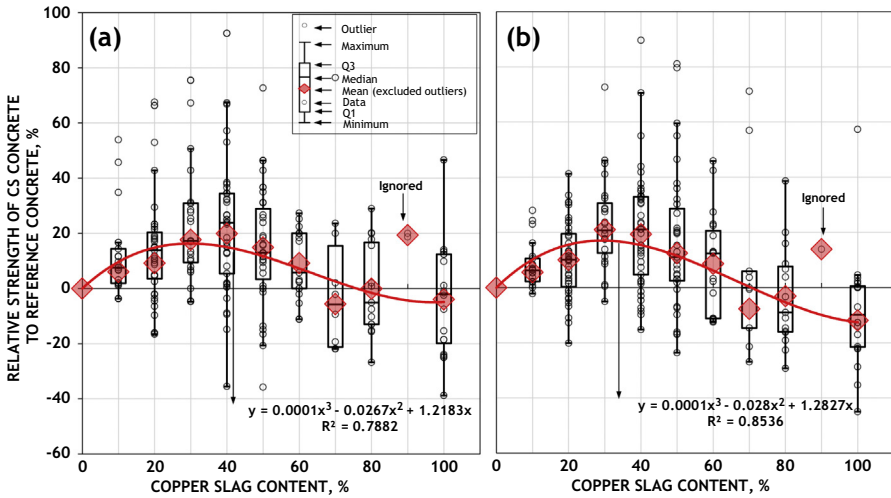 RELATIVE STRENGTH OF CS CONCRETE
TO REFERENCE CONCRETE, %
100
80
60
40
20
0
-20
-40
-60
(a)
Outlier
Maximum
Q3
Median
Mean (excluded outliers)
Data
Q1
Minimum
Ignored
y = 0.0001x³ - 0.0267x² + 1.2183x
R² = 0.7882
0 20 40 60 80 100
COPPER SLAG CONTENT, %
(b)
Ignored
y = 0.0001x³ - 0.028x² + 1.2827x
R² = 0.8536
0 20 40 60 80 100
COPPER SLAG CONTENT, %